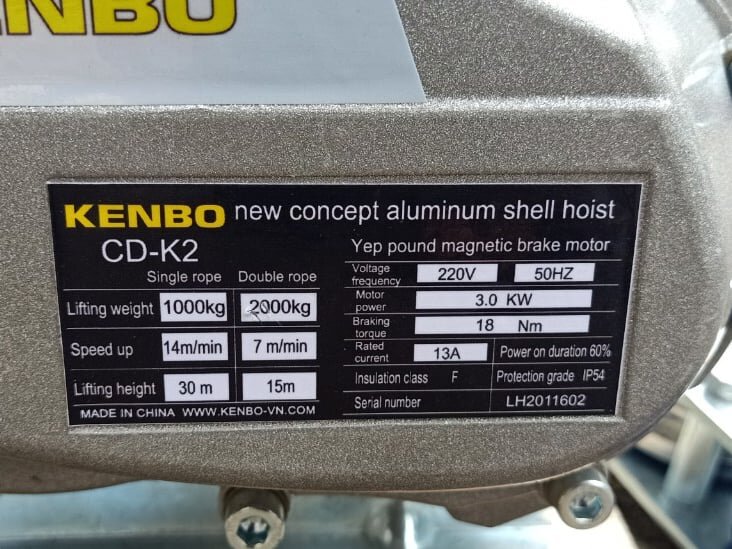 KENBO
KENBO new concept aluminum shell hoist
CD-K2
Single rope Double rope
Lifting weight 1000kg 2000kg
Speed up 14m/min 7 m/min
Lifting height 30 m 15m
MADE IN CHINA WWW.KENBO-VN.COM
Yep pound magnetic brake motor
Voltage frequency 220V 50HZ
Motor power 3.0 KW
Braking torque 18 Nm
Rated current 13A Power on duration 60%
Insulation class F Protection grade IP54
Serial number LH2011602